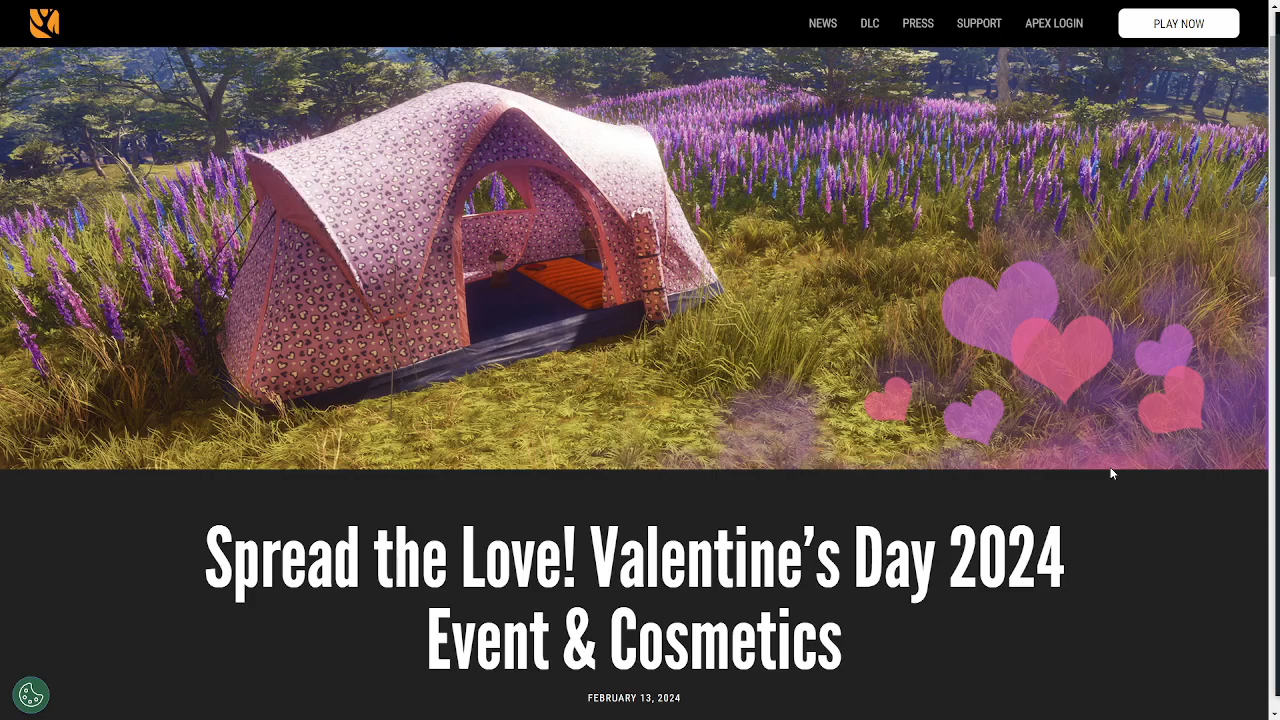 NEWS DLC PRESS SUPPORT APEX LOGIN PLAY NOW
Spread the Love! Valentine’s Day 2024
Event & Cosmetics
FEBRUARY 13, 2024